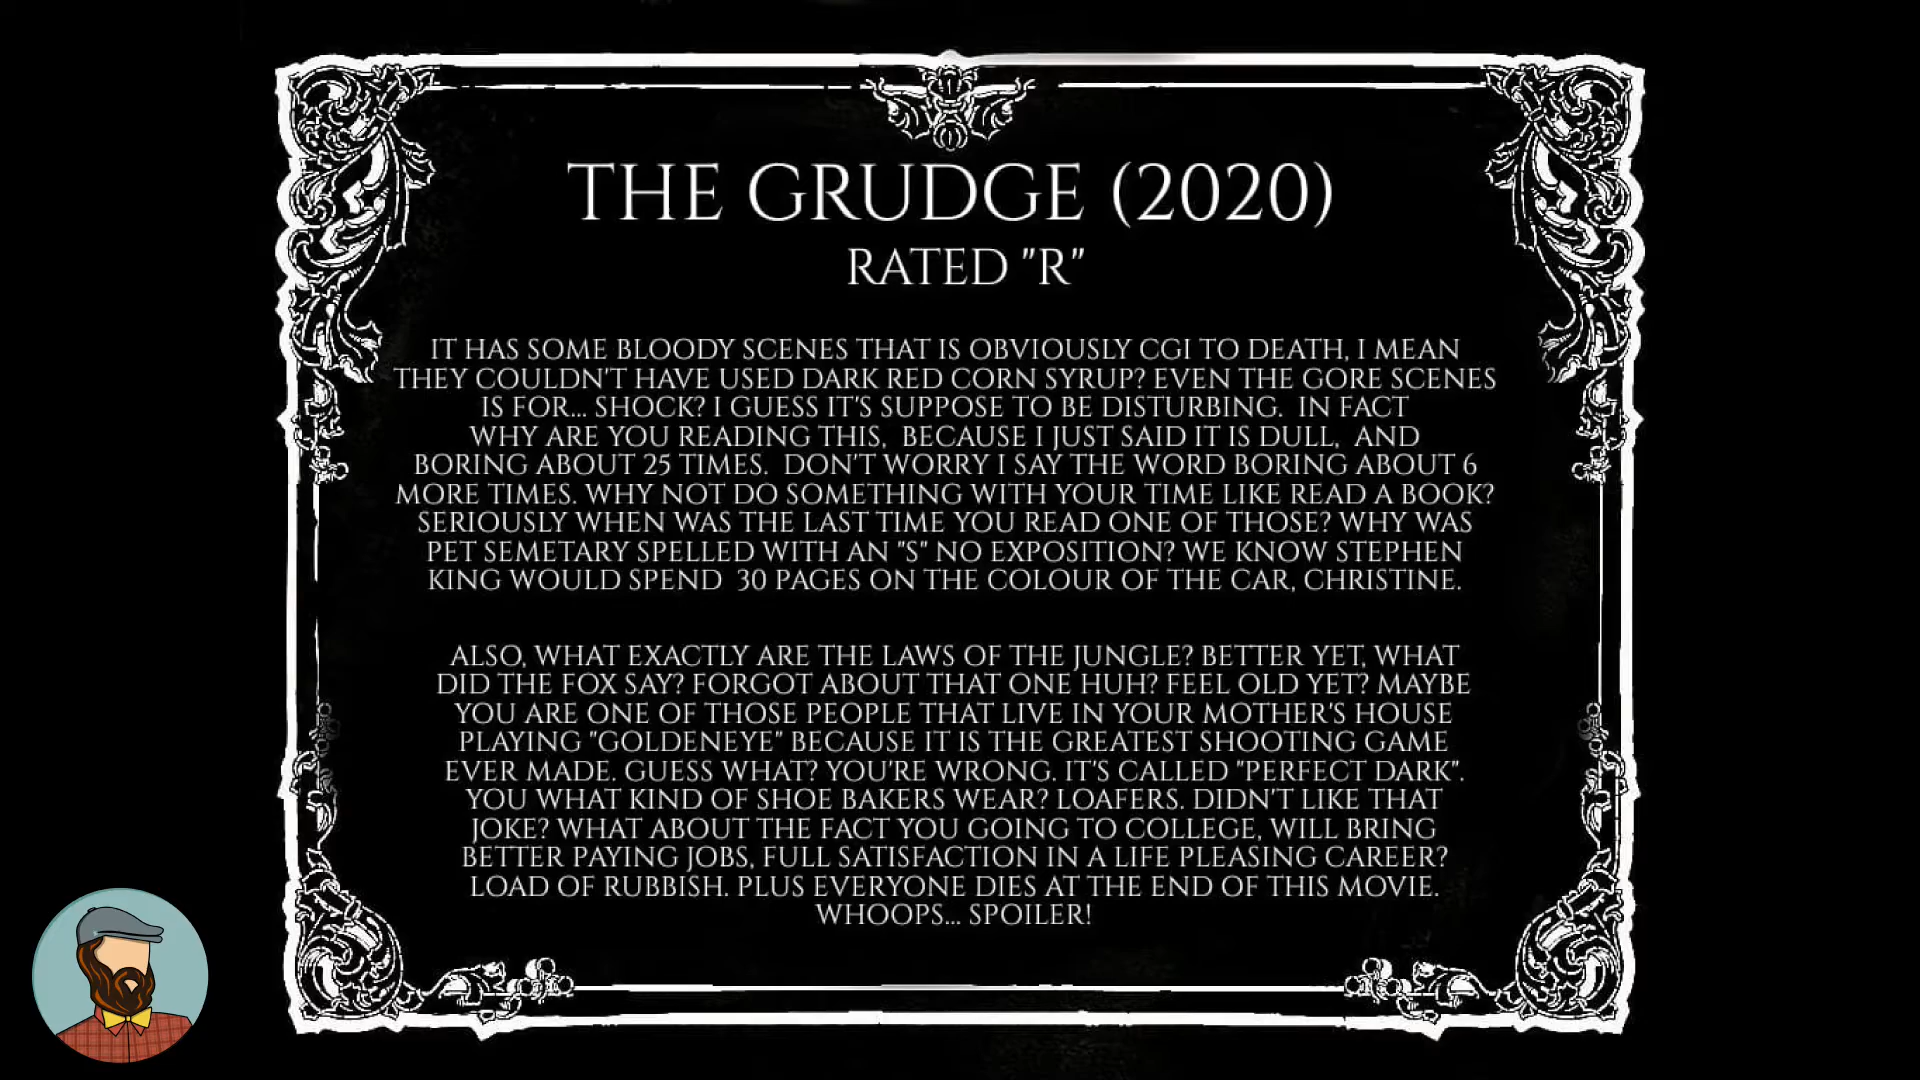 THE GRUDGE (2020)
RATED "R"
IT HAS SOME BLOODY SCENES THAT IS OBVIOUSLY CGI TO DEATH, I MEAN
THEY COULDN'T HAVE USED DARK RED CORN SYRUP? EVEN THE GORE SCENES
IS FOR... SHOCK? I GUESS IT'S SUPPOSE TO BE DISTURBING. IN FACT
WHY ARE YOU READING THIS, BECAUSE I JUST SAID IT IS DULL, AND
BORING ABOUT 25 TIMES. DON'T WORRY I SAY THE WORD BORING ABOUT 6
MORE TIMES. WHY NOT DO SOMETHING WITH YOUR TIME LIKE READ A BOOK?
SERIOUSLY WHEN WAS THE LAST TIME YOU READ ONE OF THOSE? WHY WAS
PET SEMETARY SPELLED WITH AN "S" NO EXPOSITION? WE KNOW STEPHEN
KING WOULD SPEND 30 PAGES ON THE COLOUR OF THE CAR, CHRISTINE.
ALSO, WHAT EXACTLY ARE THE LAWS OF THE JUNGLE? BETTER YET, WHAT
DID THE FOX SAY? FORGOT ABOUT THAT ONE HUH? FEEL OLD YET? MAYBE
YOU ARE ONE OF THOSE PEOPLE THAT LIVE IN YOUR MOTHER'S HOUSE
PLAYING "GOLDENEYE" BECAUSE IT IS THE GREATEST SHOOTING GAME
EVER MADE. GUESS WHAT? YOU'RE WRONG. IT'S CALLED "PERFECT DARK".
YOU WHAT KIND OF SHOE BAKERS WEAR? LOAFERS. DIDN'T LIKE THAT
JOKE? WHAT ABOUT THE FACT YOU GOING TO COLLEGE, WILL BRING
BETTER PAYING JOBS, FULL SATISFACTION IN A LIFE PLEASING CAREER?
LOAD OF RUBBISH. PLUS EVERYONE DIES AT THE END OF THIS MOVIE.
WHOOPS... SPOILER!